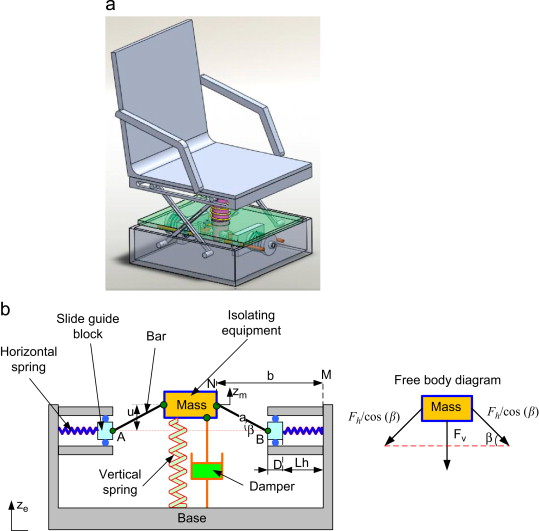 a
b
Slide guide
block
Bar
Isolating
equipment
Horizontal
spring
N
z_m
b
M
u
Mass
a
A
β
B
D
Lh
Vertical
spring
Damper
z_e
Base
Free body diagram
F_h/cos (β)
Mass
F_h/cos (β)
F_v
β